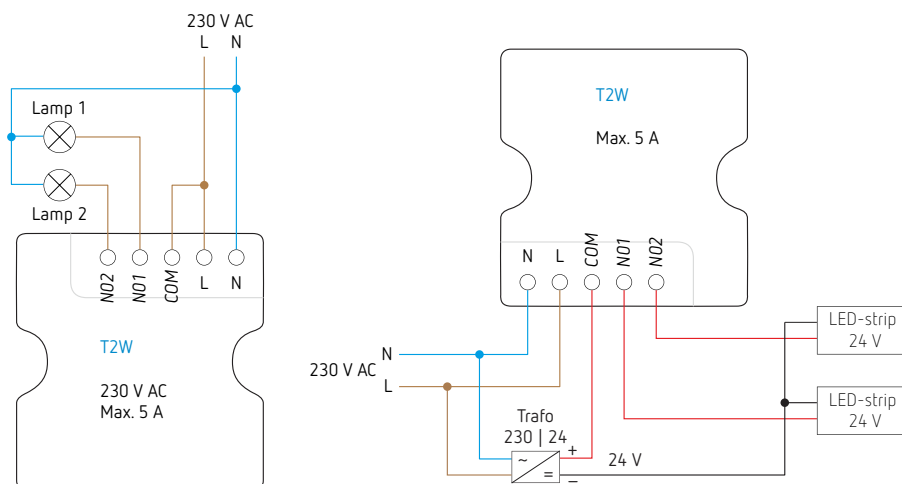 230 V AC
L N
Lamp 1
Lamp 2
NO2 NO1 COM L N
T2W
230 V AC
Max. 5 A
T2W
Max. 5 A
N L COM NO1 NO2
N
230 V AC
L
Trafo
230 | 24
~ +
= −
24 V
LED-strip
24 V
LED-strip
24 V